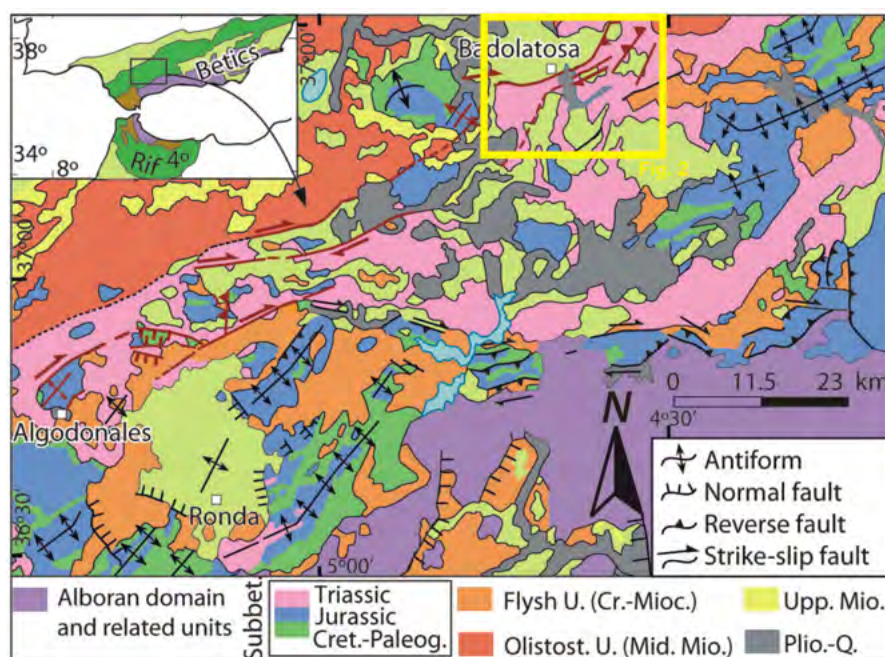 38º
Betics
34º
8º
Rif
4º
37º00'
Badolatosa
Fig. 2
37º00'
0 11.5 23
km
N
4º30'
Algodonales
Ronda
36º30'
5º00'
Antiform
Normal fault
Reverse fault
Strike-slip fault
Alboran domain
and related units
Subbet.
Triassic
Jurassic
Cret.-Paleog.
Flysh U. (Cr.-Mioc.)
Olistost. U. (Mid. Mio.)
Upp. Mio.
Plio.-Q.